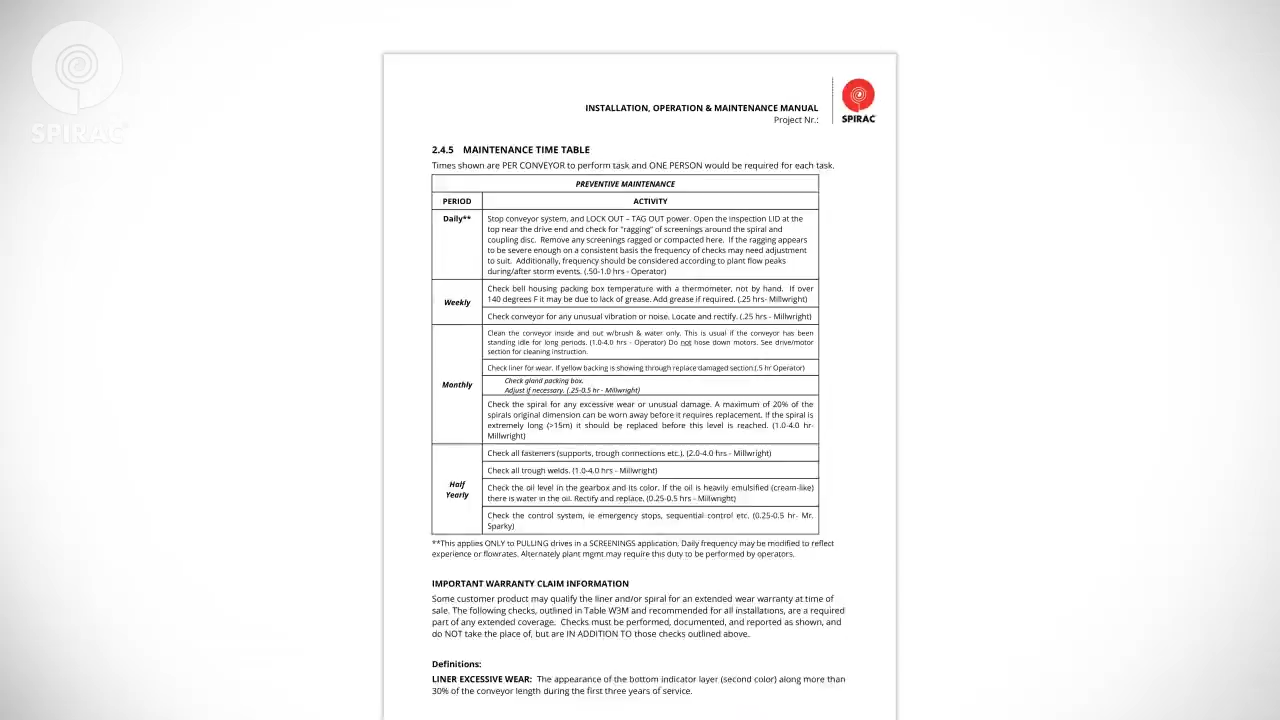 SPIRAC
INSTALLATION, OPERATION & MAINTENANCE MANUAL
Project Nr.:
SPIRAC
2.4.5 MAINTENANCE TIME TABLE
Times shown are PER CONVEYOR to perform task and ONE PERSON would be required for each task.
PREVENTIVE MAINTENANCE
PERIOD ACTIVITY
Daily** Stop conveyor system, and LOCK OUT – TAG OUT power. Open the inspection LID at the
top near the drive end and check for “ragging” of screenings around the spiral and
coupling disc. Remove any screenings ragged or compacted here. If the ragging appears
to be severe enough on a consistent basis the frequency of checks may need adjustment
to suit. Additionally, frequency should be considered according to plant flow peaks
during/after storm events. (.50-1.0 hrs - Operator)
Weekly
Check bell housing packing box temperature with a thermometer, not by hand. If over
140 degrees F it may be due to lack of grease. Add grease if required. (.25 hrs- Millwright)
Check conveyor for any unusual vibration or noise. Locate and rectify. (.25 hrs - Millwright)
Monthly
Clean the conveyor inside and out w/brush & water only. This is usual if the conveyor has been
standing idle for long periods. (1.0-4.0 hrs - Operator) Do not hose down motors. See drive/motor
section for cleaning instruction.
Check liner for wear. If yellow backing is showing through replace damaged section.(.5 hr Operator)
Check gland packing box.
Adjust if necessary. (.25-0.5 hr - Millwright)
Check the spiral for any excessive wear or unusual damage. A maximum of 20% of the
spirals original dimension can be worn away before it requires replacement. If the spiral is
extremely long (>15m) it should be replaced before this level is reached. (1.0-4.0 hr-
Millwright)
Half
Yearly
Check all fasteners (supports, trough connections etc.). (2.0-4.0 hrs - Millwright)
Check all trough welds. (1.0-4.0 hrs - Millwright)
Check the oil level in the gearbox and its color. If the oil is heavily emulsified (cream-like)
there is water in the oil. Rectify and replace. (0.25-0.5 hrs - Millwright)
Check the control system, ie emergency stops, sequential control etc. (0.25-0.5 hr- Mr.
Sparky)
**This applies ONLY to PULLING drives in a SCREENINGS application. Daily frequency may be modified to reflect
experience or flowrates. Alternately plant mgmt may require this duty to be performed by operators.
IMPORTANT WARRANTY CLAIM INFORMATION
Some customer product may qualify the liner and/or spiral for an extended wear warranty at time of
sale. The following checks, outlined in Table W3M and recommended for all installations, are a required
part of any extended coverage. Checks must be performed, documented, and reported as shown, and
do NOT take the place of, but are IN ADDITION TO those checks outlined above.
Definitions:
LINER EXCESSIVE WEAR: The appearance of the bottom indicator layer (second color) along more than
30% of the conveyor length during the first three years of service.